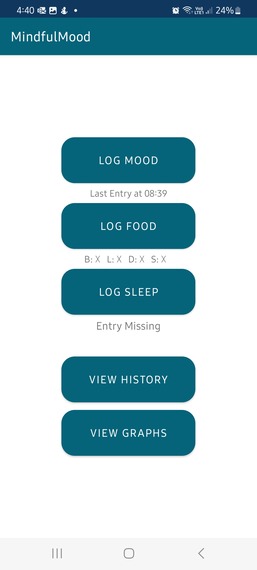 4:40 24%
MindfulMood
LOG MOOD
Last Entry at 08:39
LOG FOOD
B: X L: X D: X S: X
LOG SLEEP
Entry Missing
VIEW HISTORY
VIEW GRAPHS